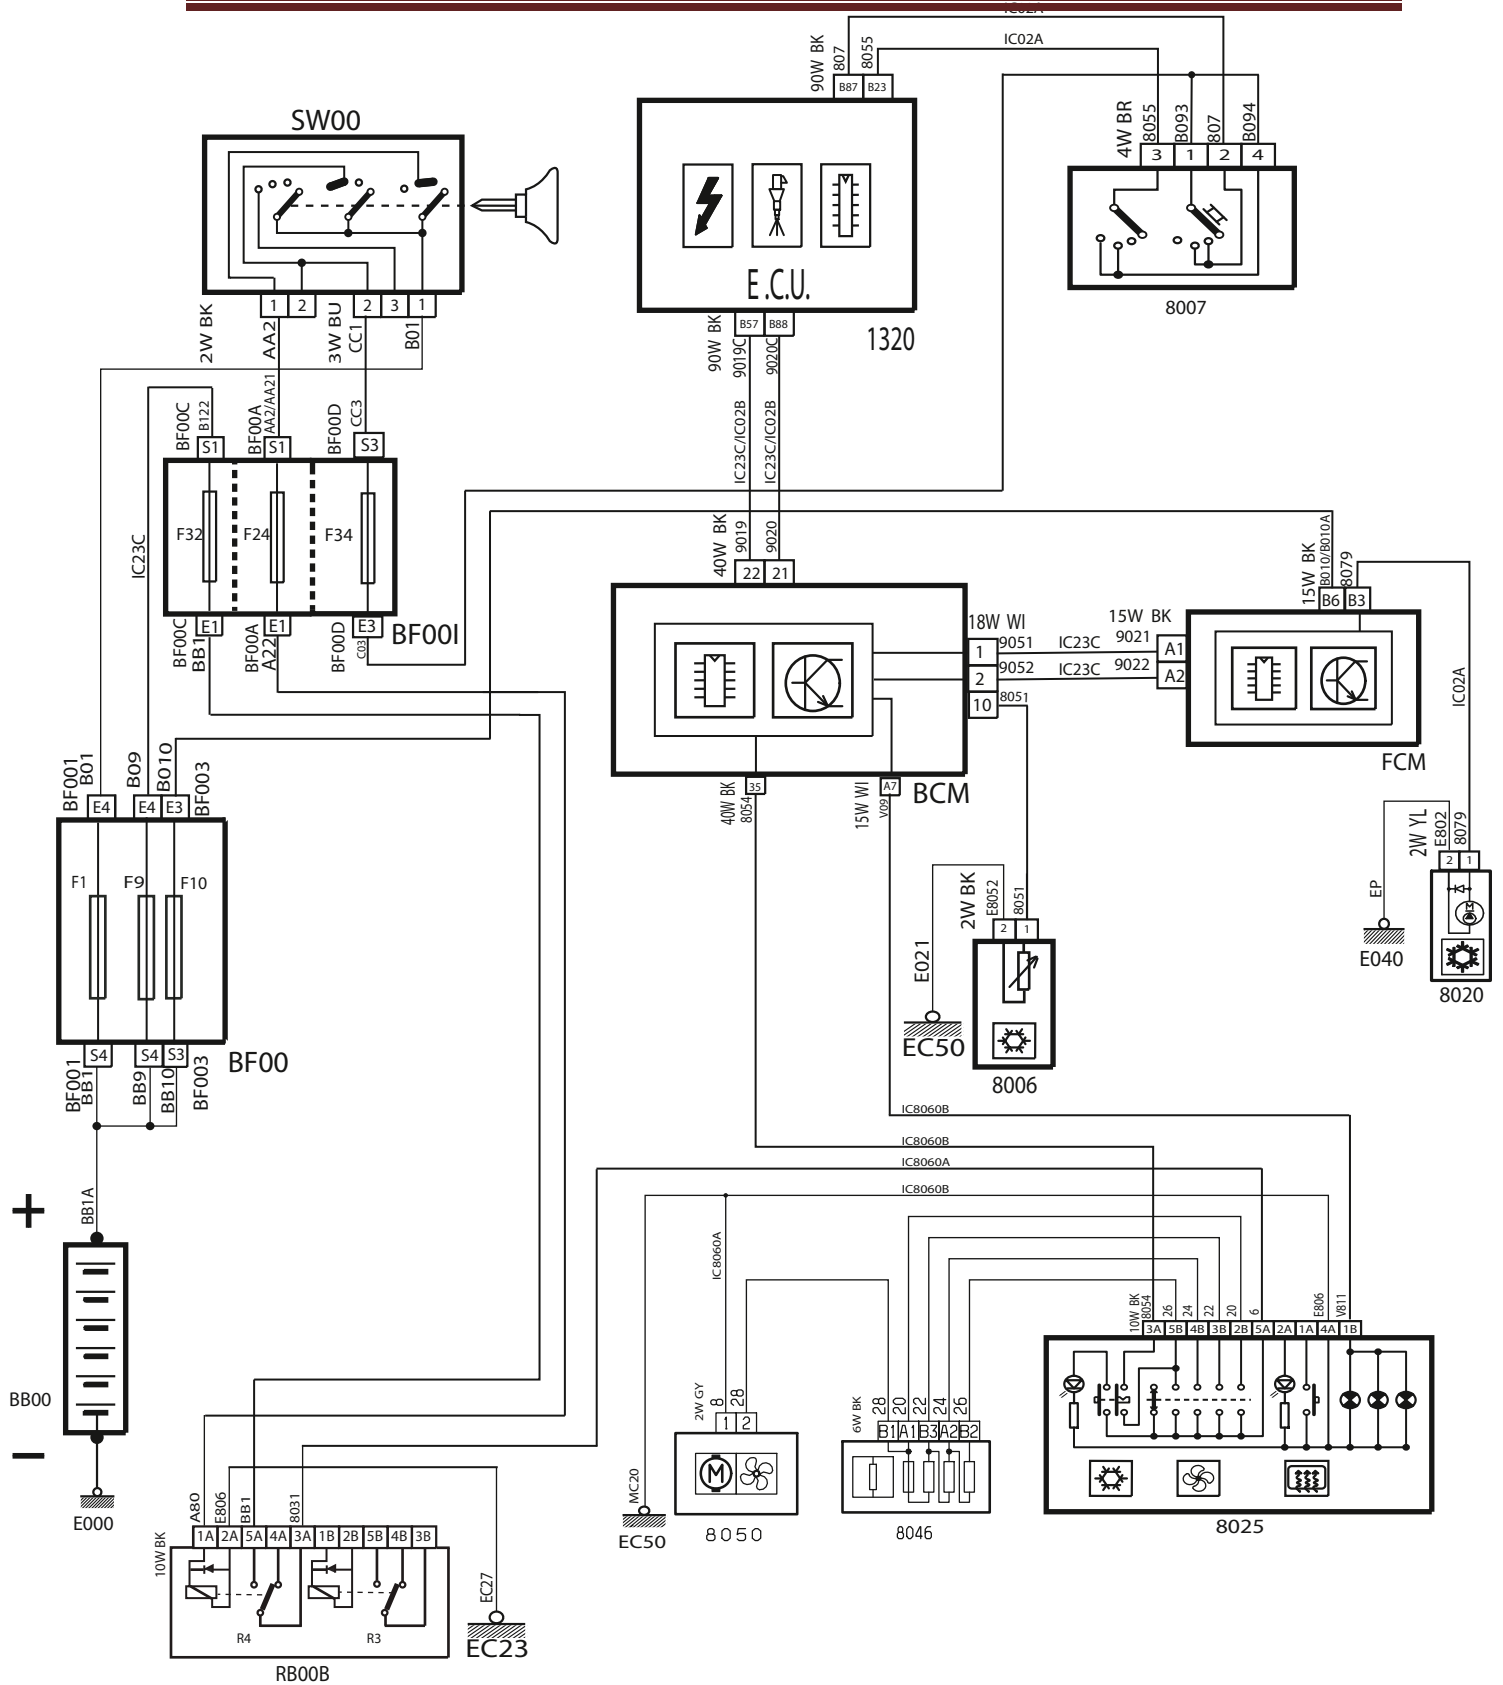 IC02A
IC02A
90W BK
807
8055
B87
B23
4W BR
8055
B093
807
B094
3
1
2
4
8007
SW00
1
2
2
3
1
2W BK
AA2
3W BU
CC1
B01
E.C.U.
1320
B57
B88
90W BK
9019C
9020C
IC23C/IC02B
IC23C/IC02B
BF00C
B122
BF00A
AA2/AA21
BF00D
CC3
S1
S1
S3
F32
F24
F34
IC23C
E1
E1
E3
BF00I
BF00C
BB1
BF00A
A22
BF00D
C03
40W BK
9019
9020
22
21
18W WI
1
9051
IC23C
2
9052
IC23C
10
8051
15W BK
9021
A1
9022
A2
15W BK
B010/B010A
8079
B6
B3
FCM
IC02A
BCM
35
A7
40W BK
8054
15W WI
V09
BF001
B01
B09
B010
BF003
E4
E4
E3
F1
F9
F10
S4
S4
S3
BF00
BF001
BB1
BB9
BB10
BF003
2W BK
E8052
8051
2
1
E021
EC50
8006
2W YL
E802
8079
2
1
EP
E040
M
8020
IC8060B
IC8060B
IC8060A
IC8060B
+
BB1A
BB00
−
E000
IC8060A
2W GY
8
28
1
2
M
8050
MC20
EC50
6W BK
28
20
22
24
26
B1
A1
B3
A2
B2
8046
10W BK
8054
26
24
22
20
6
E806
V811
3A
5B
4B
3B
2B
5A
2A
1A
4A
1B
8025
10W BK
A80
E806
BB1
8031
1A
2A
5A
4A
3A
1B
2B
5B
4B
3B
R4
R3
RB00B
EC27
EC23